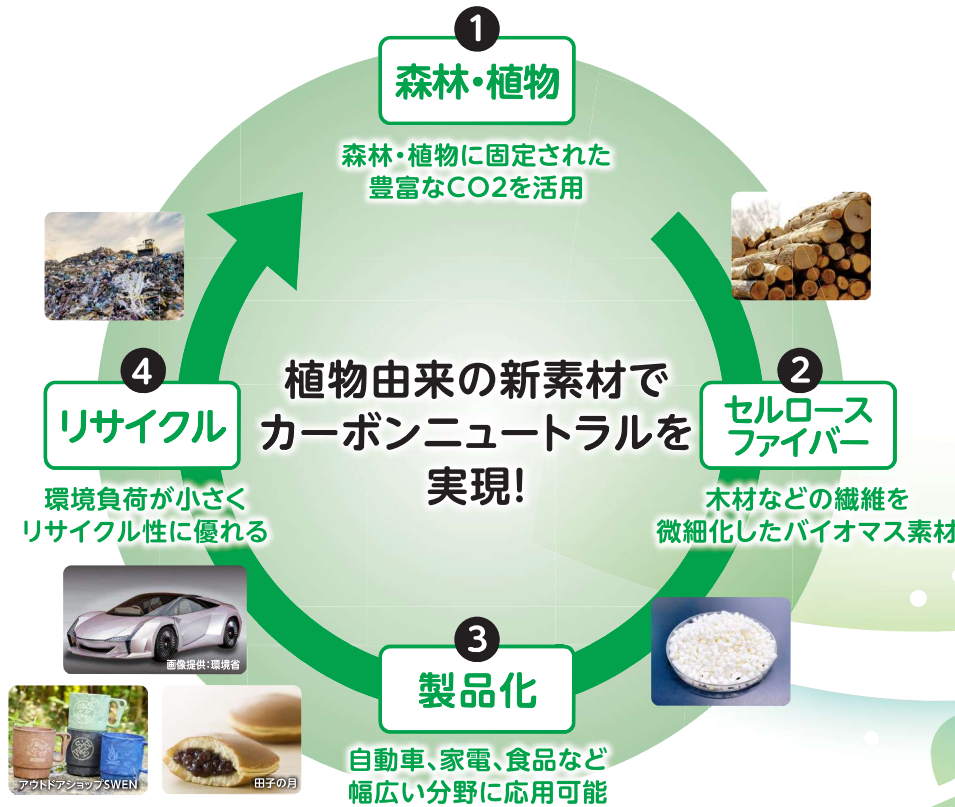 1
森林・植物
森林・植物に固定された
豊富なCO2を活用
4
リサイクル
環境負荷が小さく
リサイクル性に優れる
植物由来の新素材で
カーボンニュートラルを
実現!
2
セルロース
ファイバー
木材などの繊維を
微細化したバイオマス素材
画像提供:環境省
アウトドアショップSWEN
田子の月
3
製品化
自動車、家電、食品など
幅広い分野に応用可能